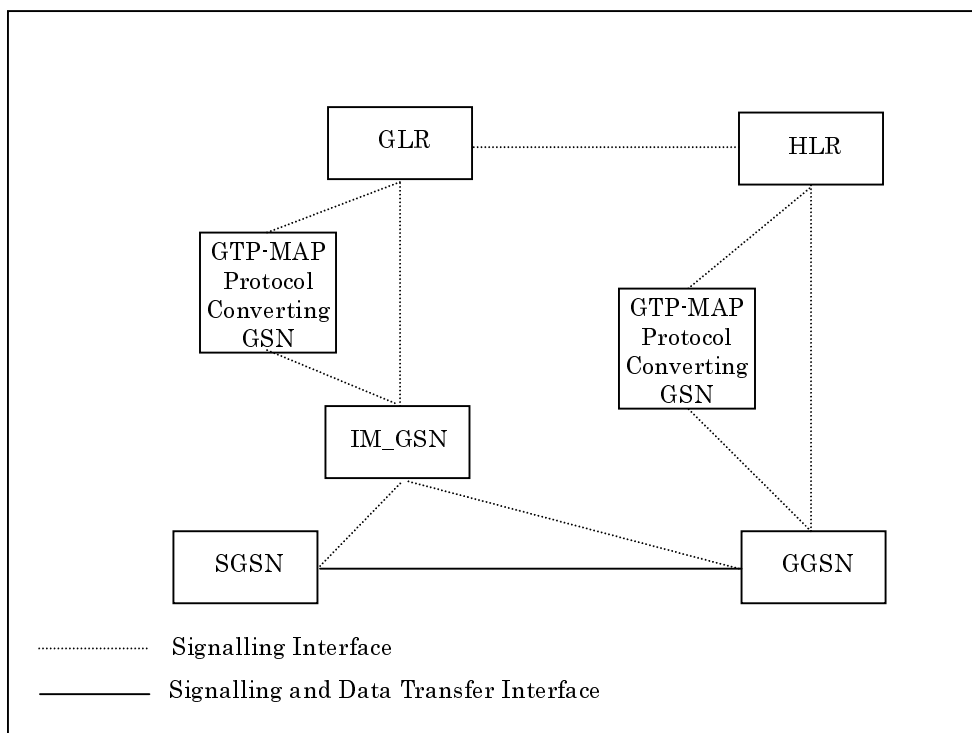 GLR
HLR
GTP-MAP
Protocol
Converting
GSN
GTP-MAP
Protocol
Converting
GSN
IM_GSN
SGSN
GGSN
Signalling Interface
Signalling and Data Transfer Interface